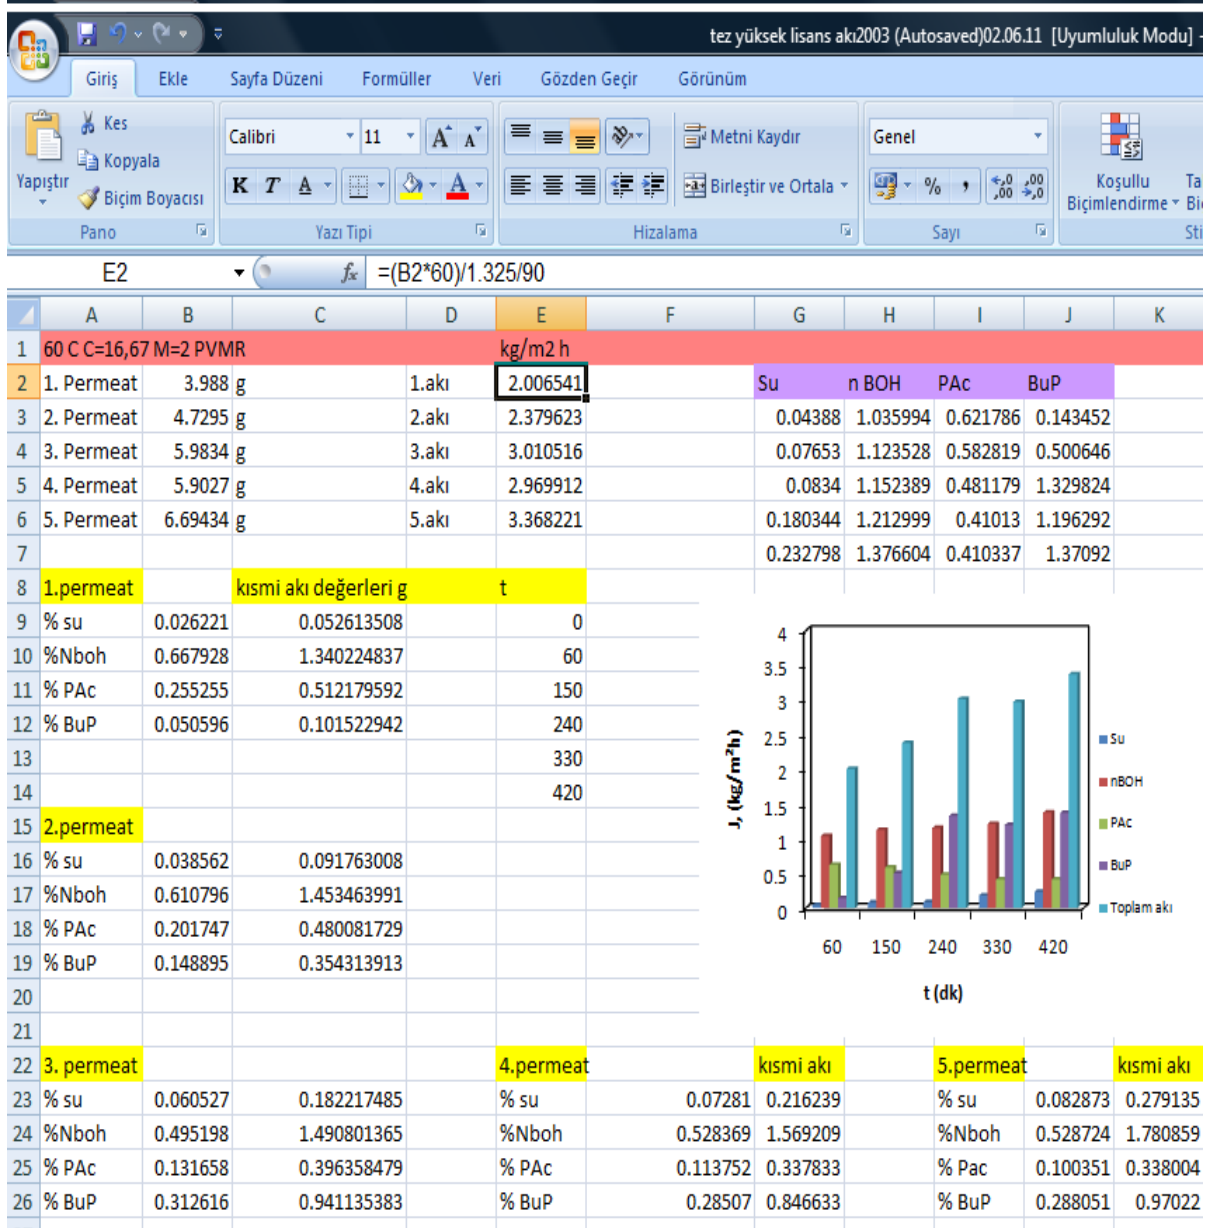 tez yüksek lisans akı2003 (Autosaved)02.06.11 [Uyumluluk Modu] -
Giriş Ekle Sayfa Düzeni Formüller Veri Gözden Geçir Görünüm
Yapıştır Kes Kopyala Biçim Boyacısı
Calibri 11 A A
K T A A
Metni Kaydır
Birleştir ve Ortala
Genel
% ,00
Koşullu Biçimlendirme
Pano Yazı Tipi Hizalama Sayı Sti
E2 fx =(B2*60)/1.325/90
A B C D E F G H I J K
1 60 C C=16,67 M=2 PVMR kg/m2 h
2 1. Permeat 3.988 g 1.akı 2.006541 Su n BOH PAc BuP
3 2. Permeat 4.7295 g 2.akı 2.379623 0.04388 1.035994 0.621786 0.143452
4 3. Permeat 5.9834 g 3.akı 3.010516 0.07653 1.123528 0.582819 0.500646
5 4. Permeat 5.9027 g 4.akı 2.969912 0.0834 1.152389 0.481179 1.329824
6 5. Permeat 6.69434 g 5.akı 3.368221 0.180344 1.212999 0.41013 1.196292
7 0.232798 1.376604 0.410337 1.37092
8 1.permeat kısmi akı değerleri g t
9 % su 0.026221 0.052613508 0
10 %Nboh 0.667928 1.340224837 60
11 % PAc 0.255255 0.512179592 150
12 % BuP 0.050596 0.101522942 240
13 330
14 420
15 2.permeat
16 % su 0.038562 0.091763008
17 %Nboh 0.610796 1.453463991
18 % PAc 0.201747 0.480081729
19 % BuP 0.148895 0.354313913
20
21
22 3. permeat 4.permeat kısmi akı 5.permeat kısmi akı
23 % su 0.060527 0.182217485 % su 0.07281 0.216239 % su 0.082873 0.279135
24 %Nboh 0.495198 1.490801365 %Nboh 0.528369 1.569209 %Nboh 0.528724 1.780859
25 % PAc 0.131658 0.396358479 % PAc 0.113752 0.337833 % Pac 0.100351 0.338004
26 % BuP 0.312616 0.941135383 % BuP 0.28507 0.846633 % BuP 0.288051 0.97022
J, (kg/m²h)
4
3.5
3
2.5
2
1.5
1
0.5
0
60 150 240 330 420
t (dk)
Su
nBOH
PAc
BuP
Toplam akı